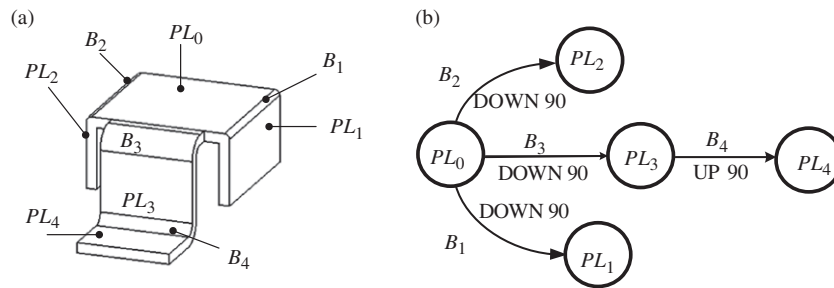 (a)
PL0
B2
B1
PL2
PL1
B3
PL3
PL4
B4
(b)
B2
PL2
DOWN 90
PL0
B3
PL3
B4
PL4
DOWN 90
UP 90
DOWN 90
B1
PL1